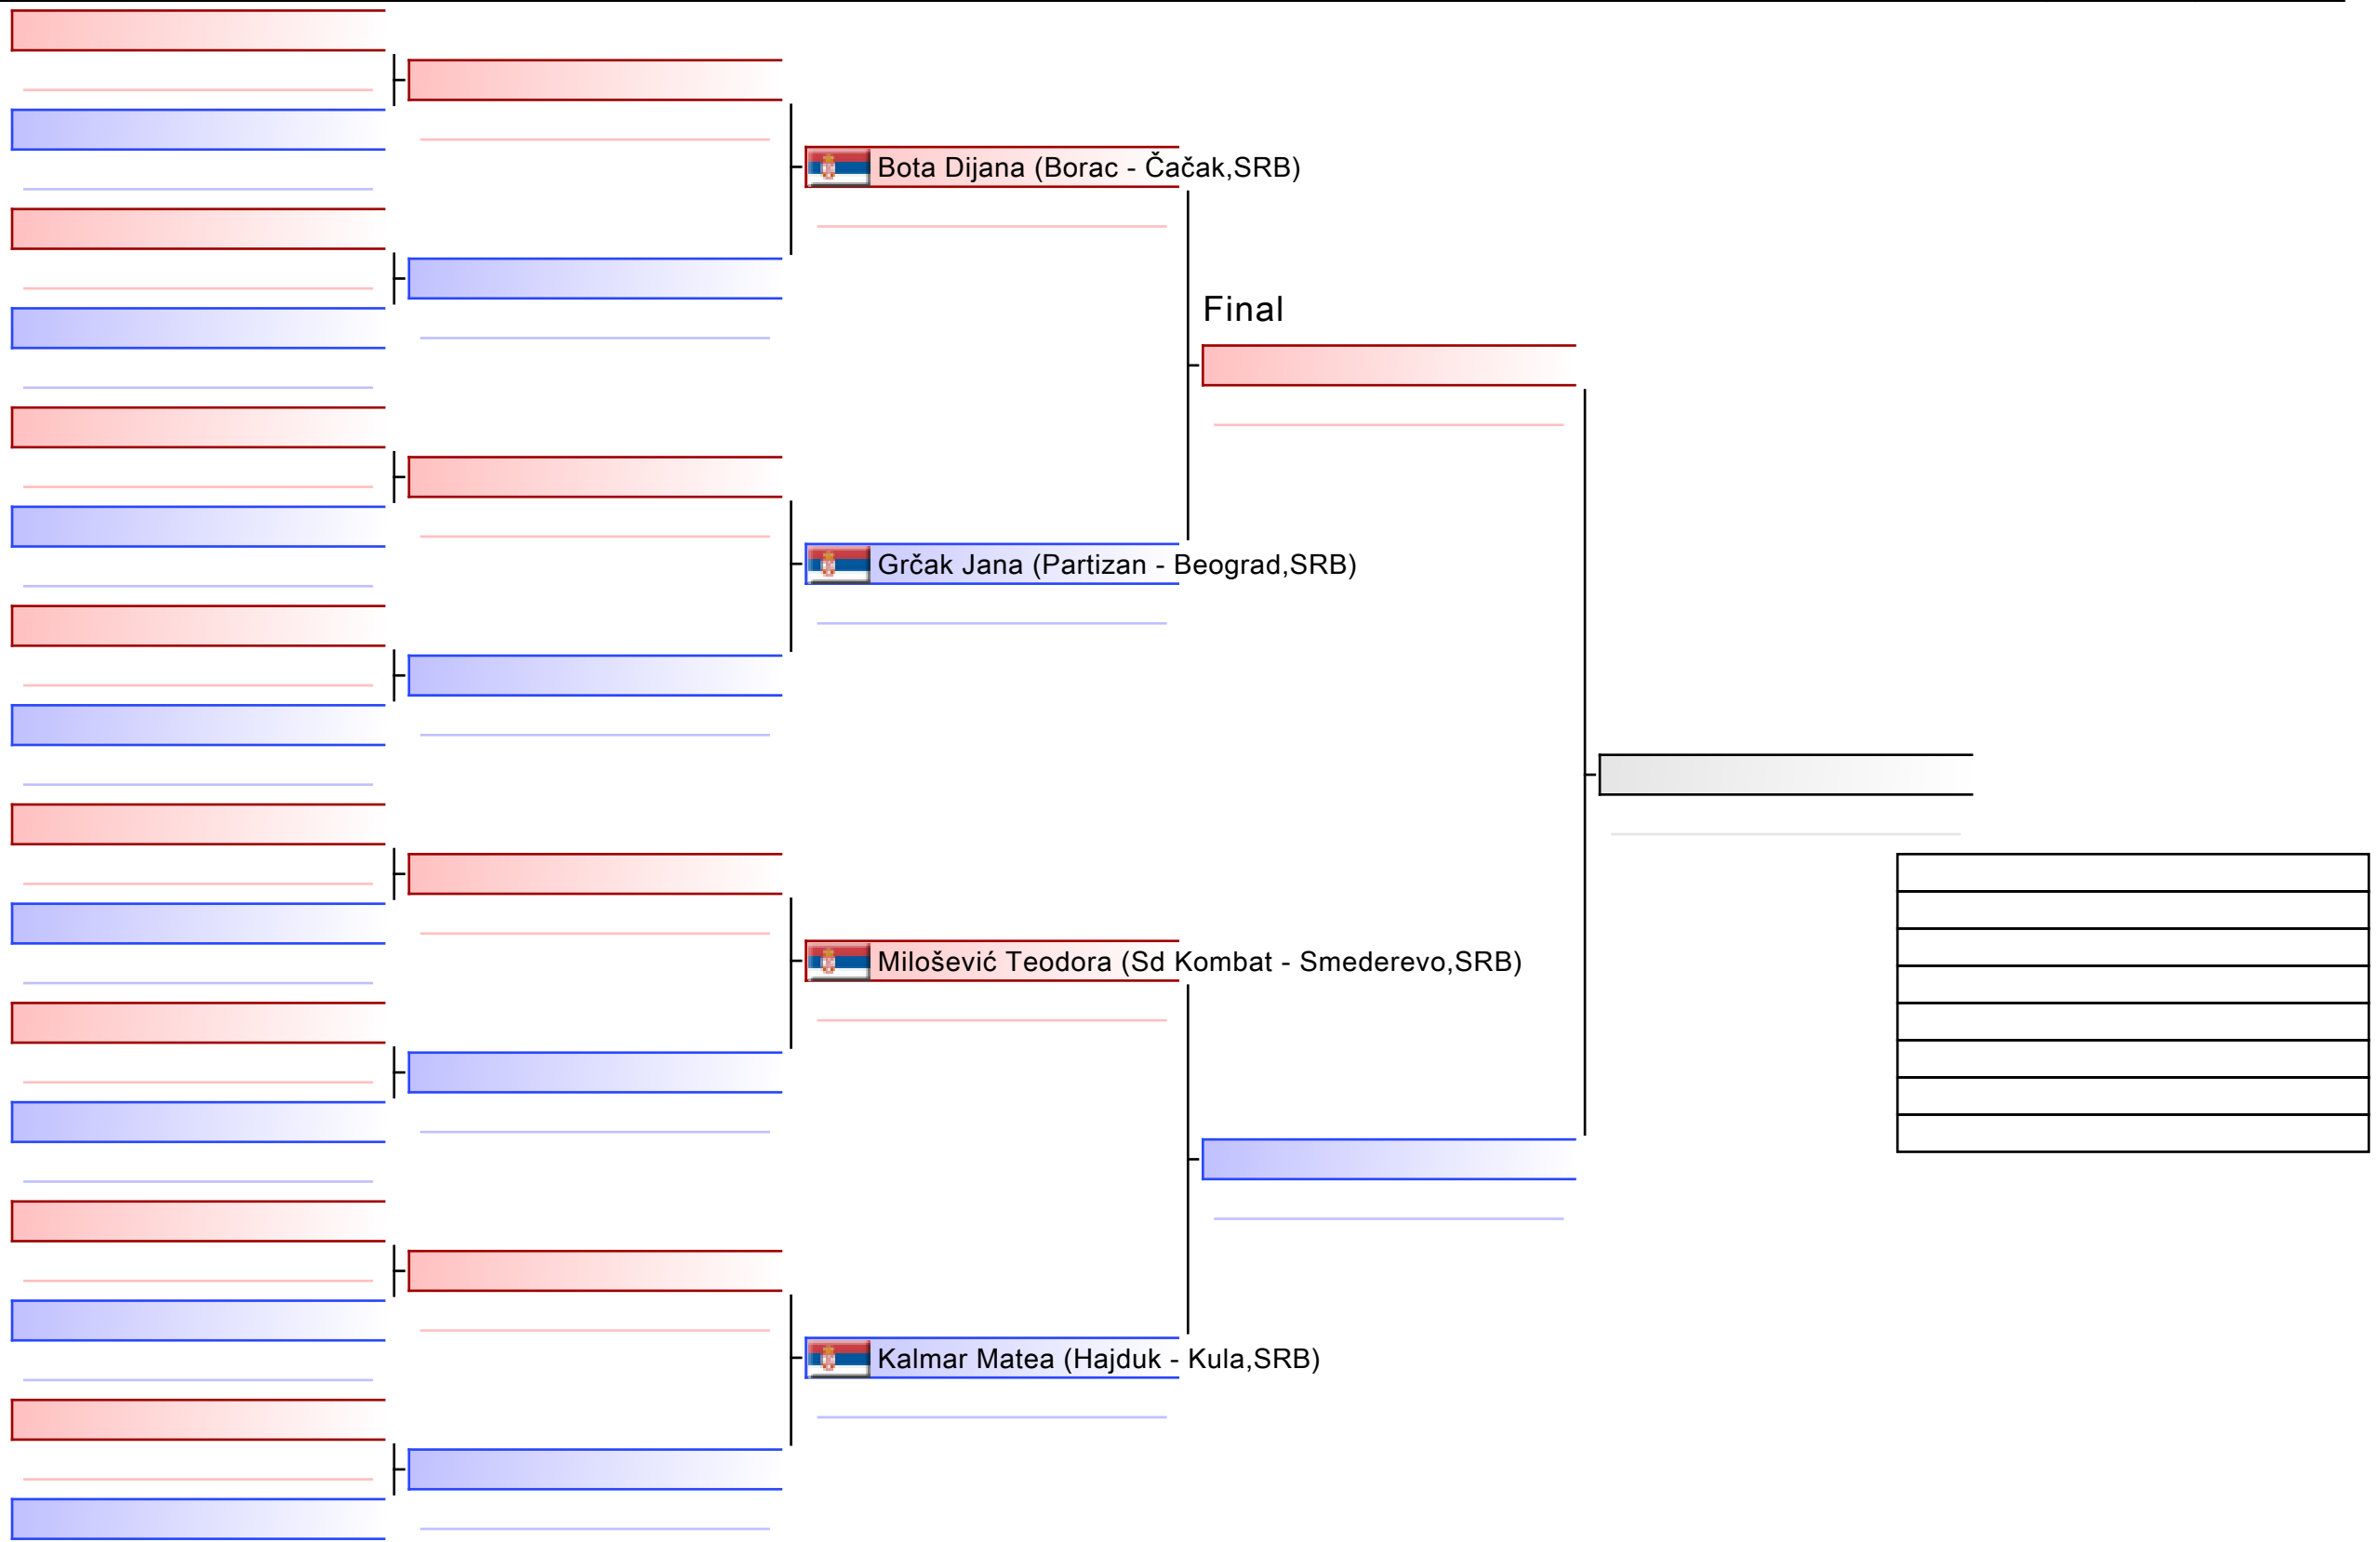 Bota Dijana (Borac - Čačak,SRB)
Final
Grčak Jana (Partizan - Beograd,SRB)
Milošević Teodora (Sd Kombat - Smederevo,SRB)
Kalmar Matea (Hajduk - Kula,SRB)